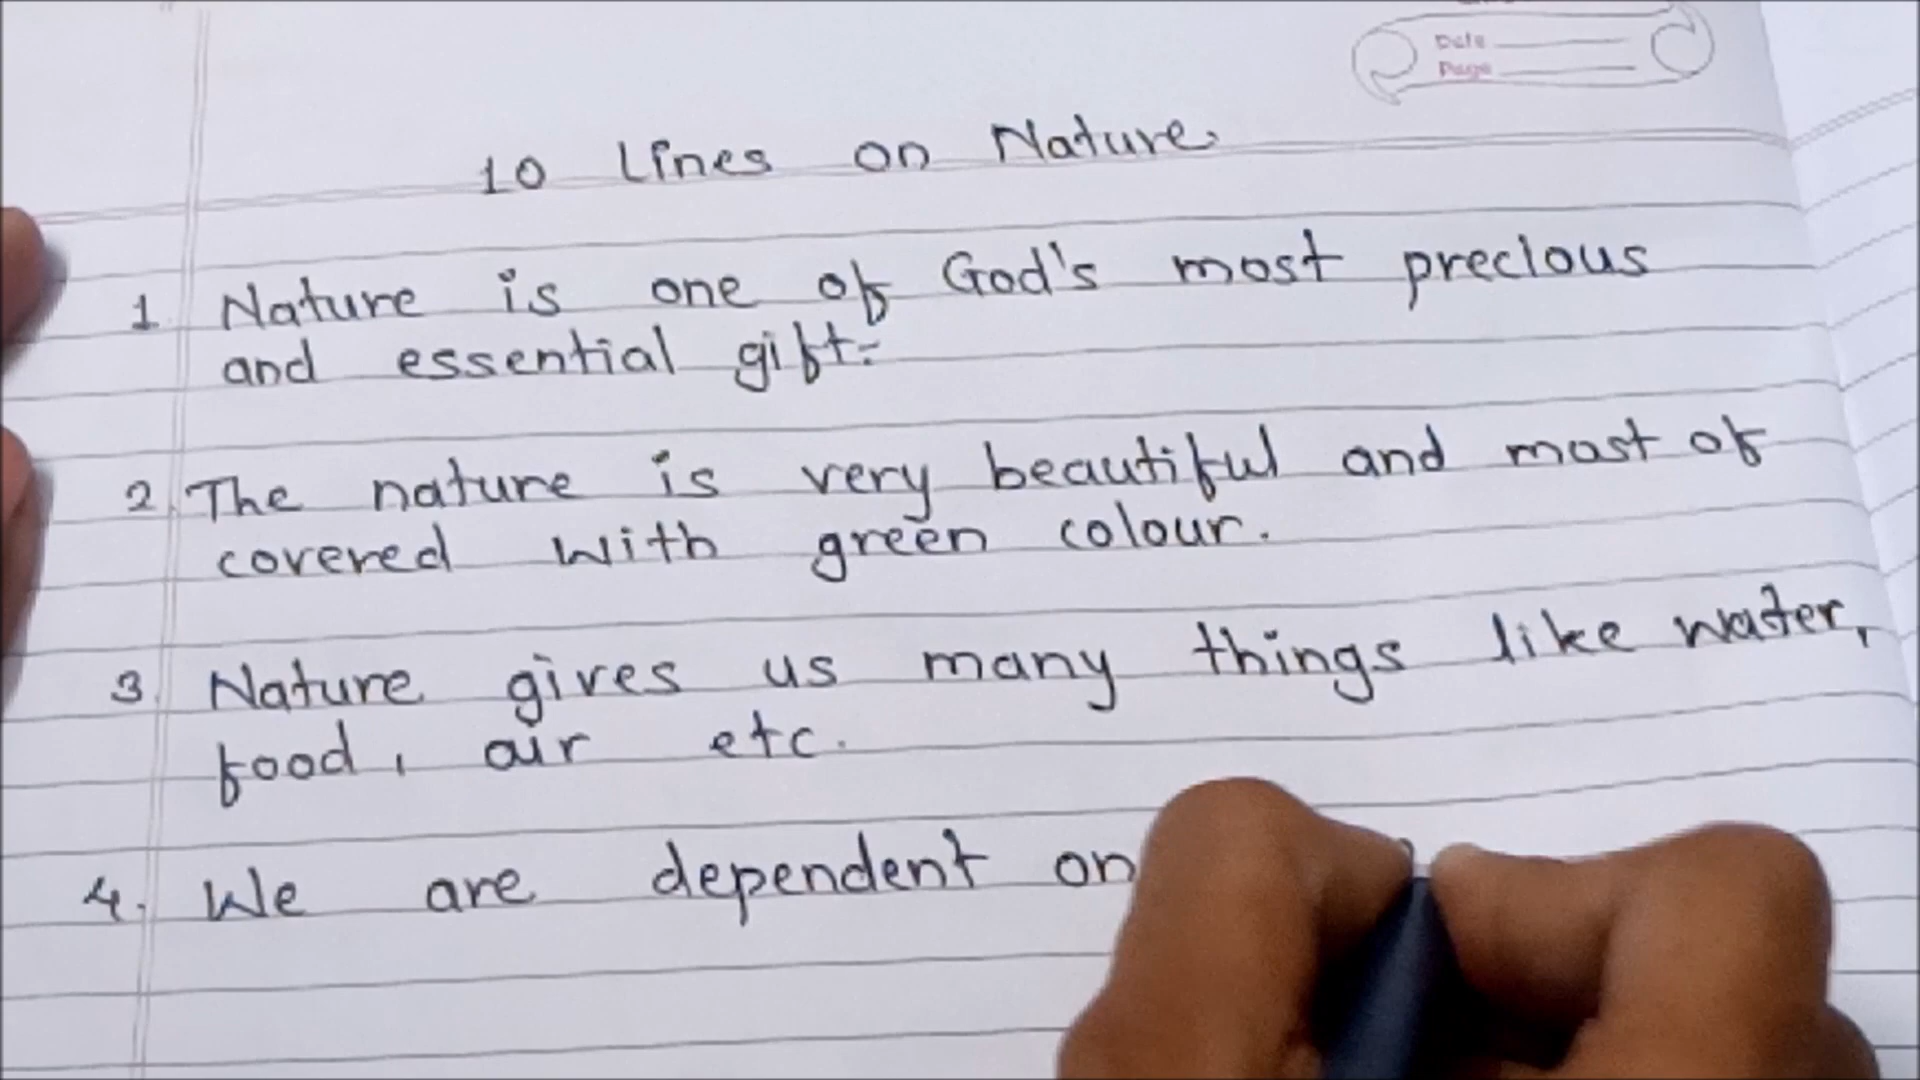 Date
Page
10 Lines on Nature.
1. Nature is one of God's most precious
and essential gift.
2. The nature is very beautiful and most of
covered with green colour.
3. Nature gives us many things like water,
food, air etc.
4. We are dependent on